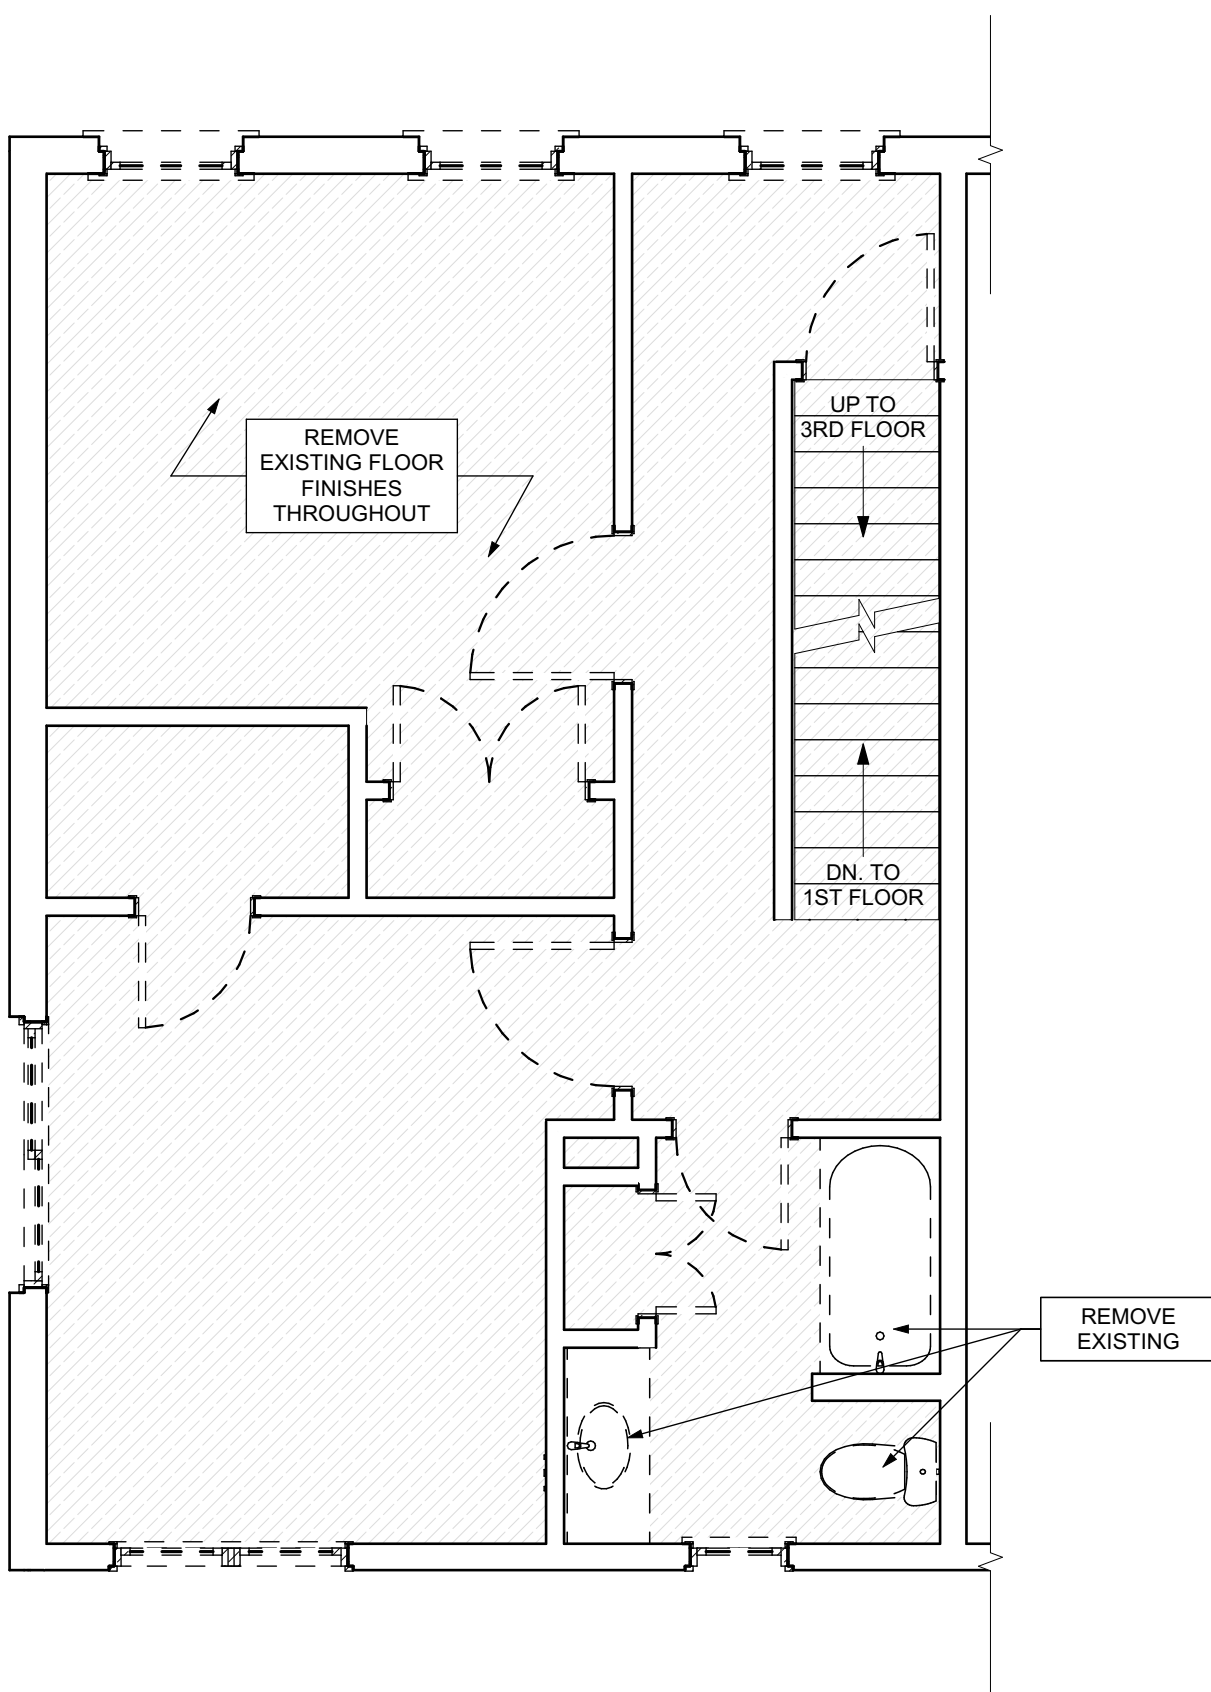 UP TO
3RD FLOOR
REMOVE
EXISTING FLOOR
FINISHES
THROUGHOUT
DN. TO
1ST FLOOR
REMOVE
EXISTING